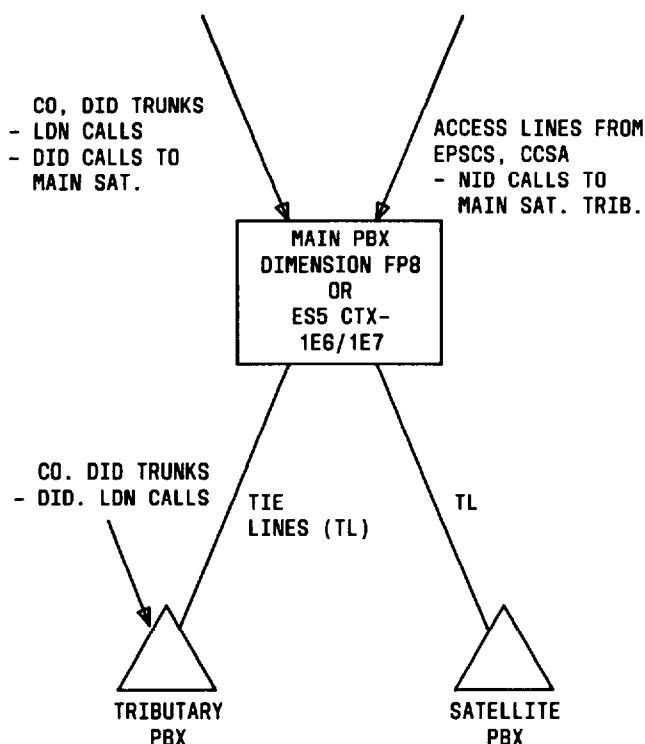 CO, DID TRUNKS
- LDN CALLS
- DID CALLS TO
MAIN SAT.
ACCESS LINES FROM
EPSCS, CCSA
- NID CALLS TO
MAIN SAT. TRIB.
MAIN PBX
DIMENSION FP8
OR
ES5 CTX-
1E6/1E7
CO. DID TRUNKS
- DID. LDN CALLS
TIE
LINES (TL)
TL
TRIBUTARY
PBX
SATELLITE
PBX